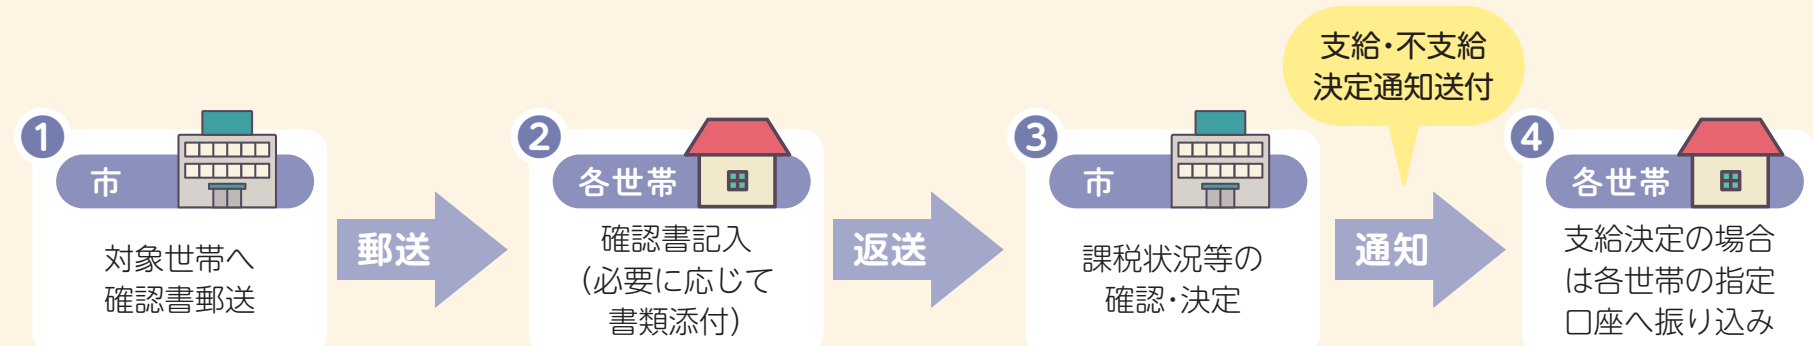 1
市
対象世帯へ
確認書郵送
郵送
2
各世帯
確認書記入
(必要に応じて
書類添付)
返送
3
市
課税状況等の
確認・決定
支給・不支給
決定通知送付
通知
4
各世帯
支給決定の場合
は各世帯の指定
口座へ振り込み